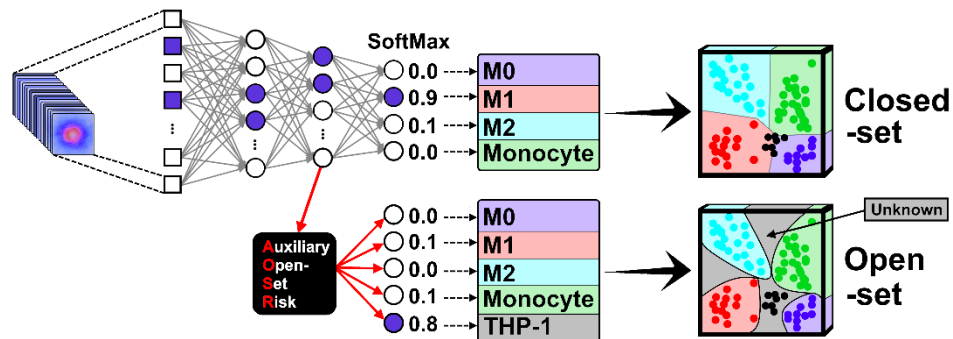 SoftMax
0.0 M0
0.9 M1
0.1 M2
0.0 Monocyte
Closed
-set
Auxiliary
Open-
Set
Risk
0.0 M0
0.1 M1
0.0 M2
0.1 Monocyte
0.8 THP-1
Unknown
Open
-set